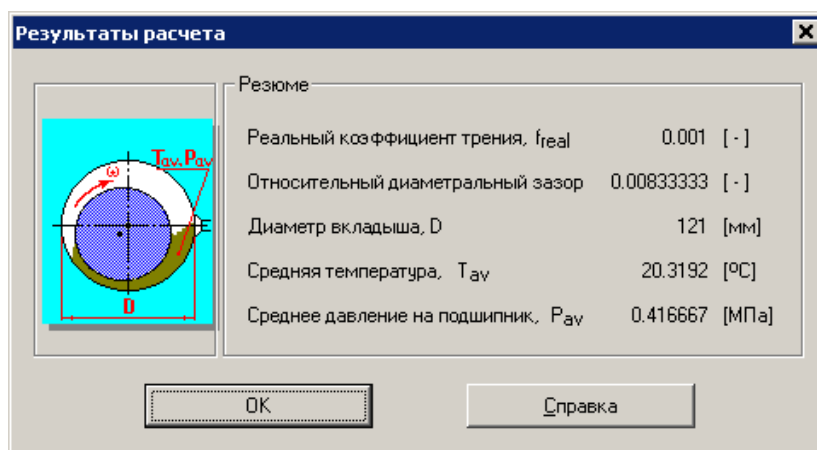 Результаты расчета
Резюме
Tav, Pav
ω
D
Реальный коэффициент трения, freal 0.001 [ - ]
Относительный диаметральный зазор 0.00833333 [ - ]
Диаметр вкладыша, D 121 [мм]
Средняя температура, Tav 20.3192 [ºC]
Среднее давление на подшипник, Pav 0.416667 [МПа]
OK
Справка